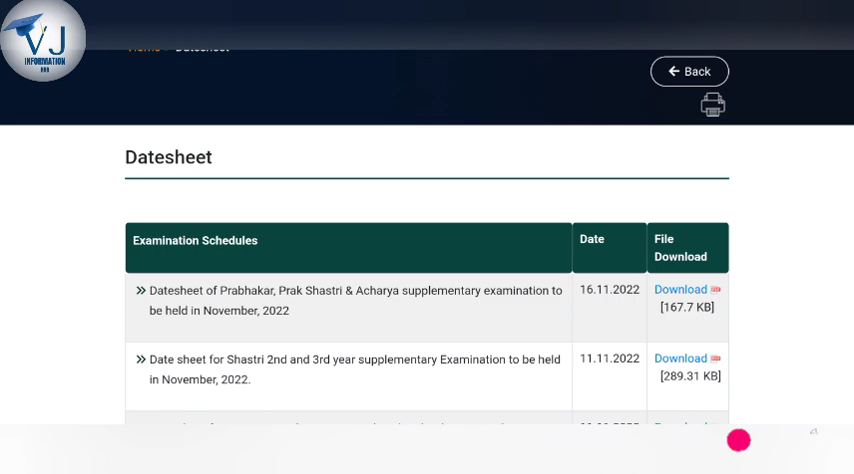 VJ
INFORMATION
HUB
Home
Datesheet
Back
Datesheet
Examination Schedules
Date
File
Download
Datesheet of Prabhakar, Prak Shastri & Acharya supplementary examination to
be held in November, 2022
16.11.2022
Download
[167.7 KB]
Date sheet for Shastri 2nd and 3rd year supplementary Examination to be held
in November, 2022.
11.11.2022
Download
[289.31 KB]